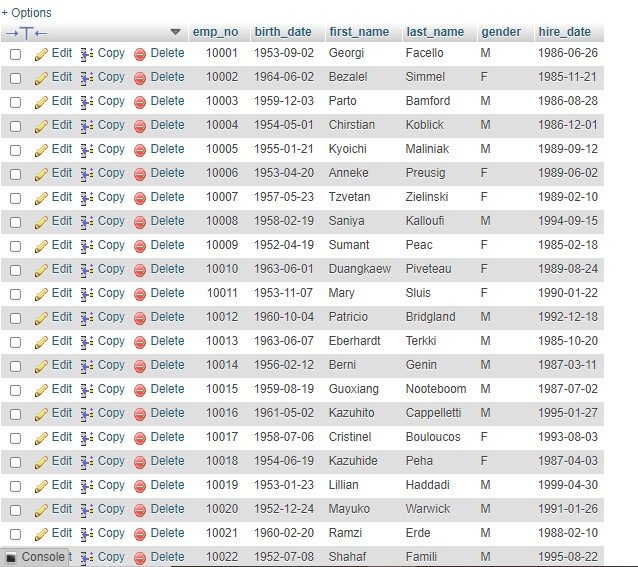 + Options
emp_no birth_date first_name last_name gender hire_date
Edit Copy Delete 10001 1953-09-02 Georgi Facello M 1986-06-26
Edit Copy Delete 10002 1964-06-02 Bezalel Simmel F 1985-11-21
Edit Copy Delete 10003 1959-12-03 Parto Bamford M 1986-08-28
Edit Copy Delete 10004 1954-05-01 Chirstian Koblick M 1986-12-01
Edit Copy Delete 10005 1955-01-21 Kyoichi Maliniak M 1989-09-12
Edit Copy Delete 10006 1953-04-20 Anneke Preusig F 1989-06-02
Edit Copy Delete 10007 1957-05-23 Tzvetan Zielinski F 1989-02-10
Edit Copy Delete 10008 1958-02-19 Saniya Kalloufi M 1994-09-15
Edit Copy Delete 10009 1952-04-19 Sumant Peac F 1985-02-18
Edit Copy Delete 10010 1963-06-01 Duangkaew Piveteau F 1989-08-24
Edit Copy Delete 10011 1953-11-07 Mary Sluis F 1990-01-22
Edit Copy Delete 10012 1960-10-04 Patricio Bridgland M 1992-12-18
Edit Copy Delete 10013 1963-06-07 Eberhardt Terkki M 1985-10-20
Edit Copy Delete 10014 1956-02-12 Berni Genin M 1987-03-11
Edit Copy Delete 10015 1959-08-19 Guoxiang Nooteboom M 1987-07-02
Edit Copy Delete 10016 1961-05-02 Kazuhito Cappelletti M 1995-01-27
Edit Copy Delete 10017 1958-07-06 Cristinel Bouloucos F 1993-08-03
Edit Copy Delete 10018 1954-06-19 Kazuhide Peha F 1987-04-03
Edit Copy Delete 10019 1953-01-23 Lillian Haddadi M 1999-04-30
Edit Copy Delete 10020 1952-12-24 Mayuko Warwick M 1991-01-26
Edit Copy Delete 10021 1960-02-20 Ramzi Erde M 1988-02-10
Console Copy Delete 10022 1952-07-08 Shahaf Famili M 1995-08-22